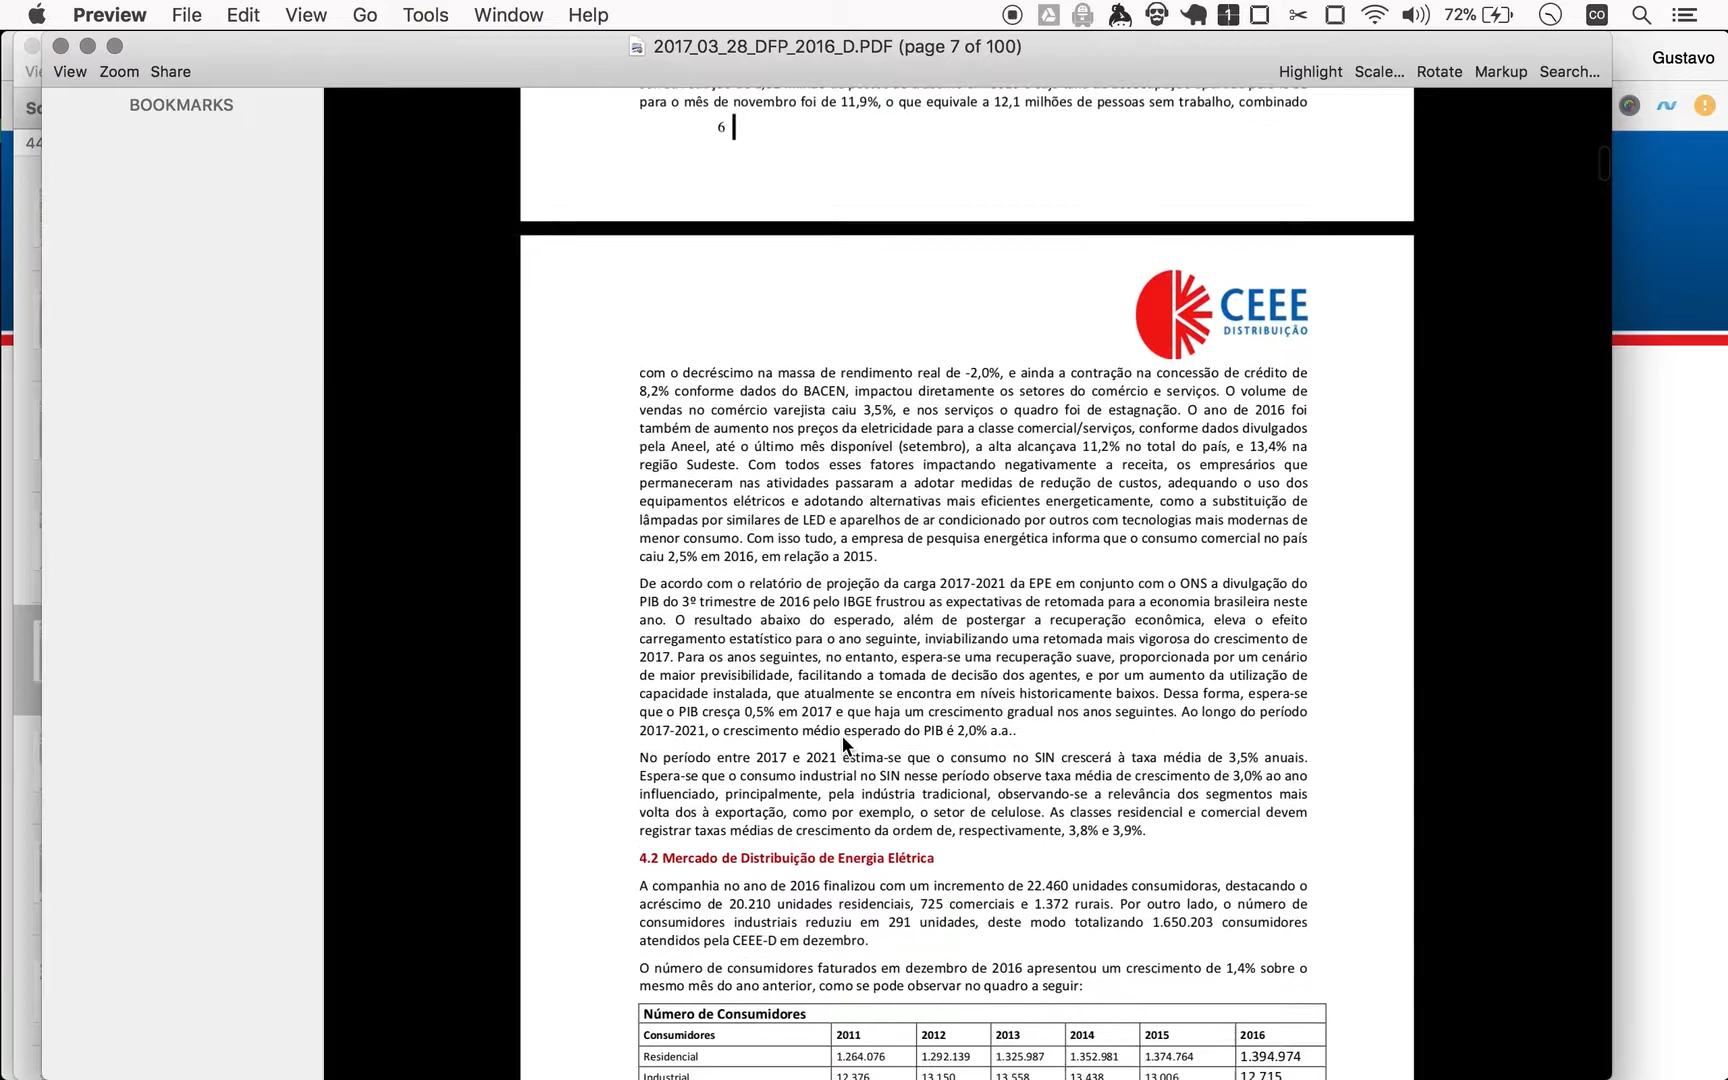 Preview File Edit View Go Tools Window Help 72% CO
2017_03_28_DFP_2016_D.PDF (page 7 of 100)
Gustavo
View Zoom Share Highlight Scale... Rotate Markup Search...
BOOKMARKS
44
para o mês de novembro foi de 11,9%, o que equivale a 12,1 milhões de pessoas sem trabalho, combinado
6
CEEE
DISTRIBUIÇÃO
com o decréscimo na massa de rendimento real de -2,0%, e ainda a contração na concessão de crédito de
8,2% conforme dados do BACEN, impactou diretamente os setores do comércio e serviços. O volume de
vendas no comércio varejista caiu 3,5%, e nos serviços o quadro foi de estagnação. O ano de 2016 foi
também de aumento nos preços da eletricidade para a classe comercial/serviços, conforme dados divulgados
pela Aneel, até o último mês disponível (setembro), a alta alcançava 11,2% no total do país, e 13,4% na
região Sudeste. Com todos esses fatores impactando negativamente a receita, os empresários que
permaneceram nas atividades passaram a adotar medidas de redução de custos, adequando o uso dos
equipamentos elétricos e adotando alternativas mais eficientes energeticamente, como a substituição de
lâmpadas por similares de LED e aparelhos de ar condicionado por outros com tecnologias mais modernas de
menor consumo. Com isso tudo, a empresa de pesquisa energética informa que o consumo comercial no país
caiu 2,5% em 2016, em relação a 2015.
De acordo com o relatório de projeção da carga 2017-2021 da EPE em conjunto com o ONS a divulgação do
PIB do 3º trimestre de 2016 pelo IBGE frustrou as expectativas de retomada para a economia brasileira neste
ano. O resultado abaixo do esperado, além de postergar a recuperação econômica, eleva o efeito
carregamento estatístico para o ano seguinte, inviabilizando uma retomada mais vigorosa do crescimento de
2017. Para os anos seguintes, no entanto, espera-se uma recuperação suave, proporcionada por um cenário
de maior previsibilidade, facilitando a tomada de decisão dos agentes, e por um aumento da utilização de
capacidade instalada, que atualmente se encontra em níveis historicamente baixos. Dessa forma, espera-se
que o PIB cresça 0,5% em 2017 e que haja um crescimento gradual nos anos seguintes. Ao longo do período
2017-2021, o crescimento médio esperado do PIB é 2,0% a.a..
No período entre 2017 e 2021 estima-se que o consumo no SIN crescerá à taxa média de 3,5% anuais.
Espera-se que o consumo industrial no SIN nesse período observe taxa média de crescimento de 3,0% ao ano
influenciado, principalmente, pela indústria tradicional, observando-se a relevância dos segmentos mais
volta dos à exportação, como por exemplo, o setor de celulose. As classes residencial e comercial devem
registrar taxas médias de crescimento da ordem de, respectivamente, 3,8% e 3,9%.
4.2 Mercado de Distribuição de Energia Elétrica
A companhia no ano de 2016 finalizou com um incremento de 22.460 unidades consumidoras, destacando o
acréscimo de 20.210 unidades residenciais, 725 comerciais e 1.372 rurais. Por outro lado, o número de
consumidores industriais reduziu em 291 unidades, deste modo totalizando 1.650.203 consumidores
atendidos pela CEEE-D em dezembro.
O número de consumidores faturados em dezembro de 2016 apresentou um crescimento de 1,4% sobre o
mesmo mês do ano anterior, como se pode observar no quadro a seguir:
Número de Consumidores
Consumidores 2011 2012 2013 2014 2015 2016
Residencial 1.264.076 1.292.139 1.325.987 1.352.981 1.374.764 1.394.974
Industrial 12.376 13.150 13.558 13.438 13.006 12.715